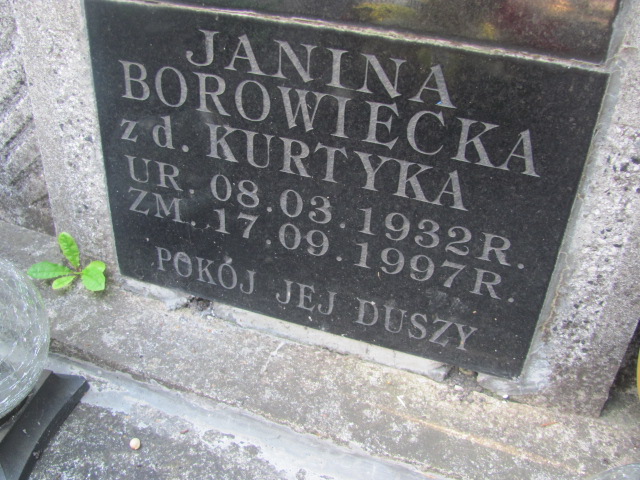 JANINA
BOROWIECKA
z d. KURTYKA
UR. 08.03.1932R.
ZM. 17.09.1997R.
POKÓJ JEJ DUSZY